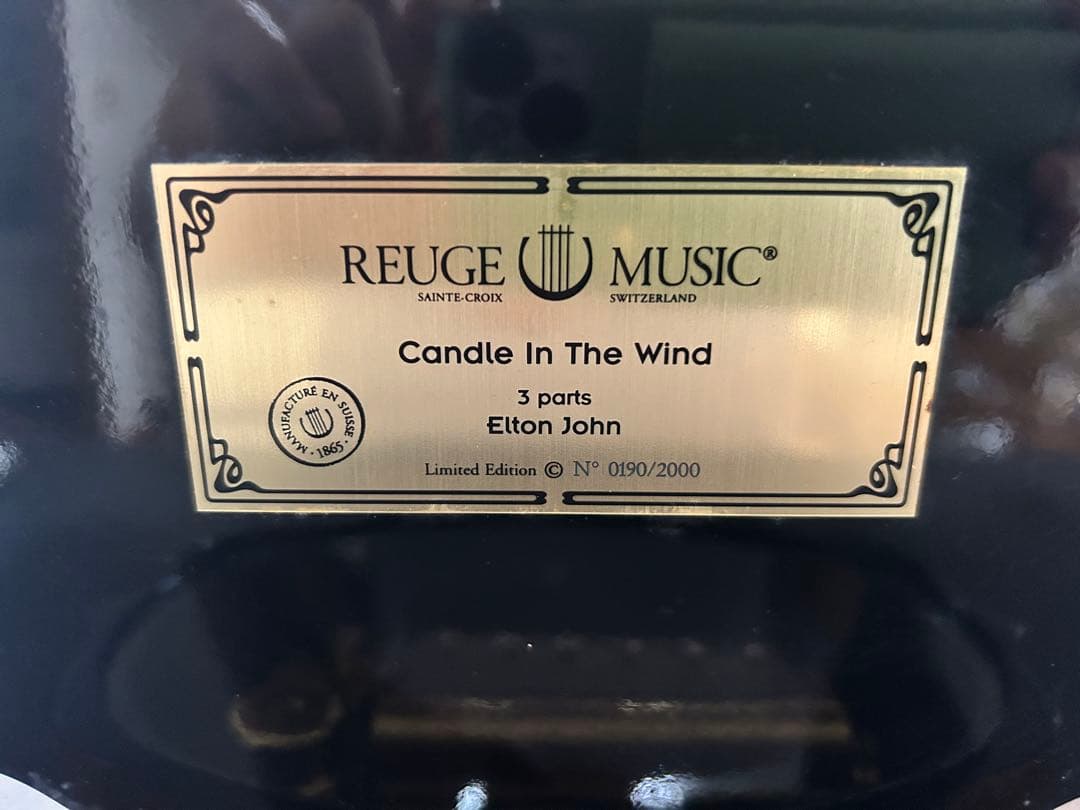 REUGE MUSIC®
SAINTE-CROIX SWITZERLAND
Candle In The Wind
3 parts
Elton John
MANUFACTURÉ EN SUISSE · 1865 ·
Limited Edition © N° 0190/2000